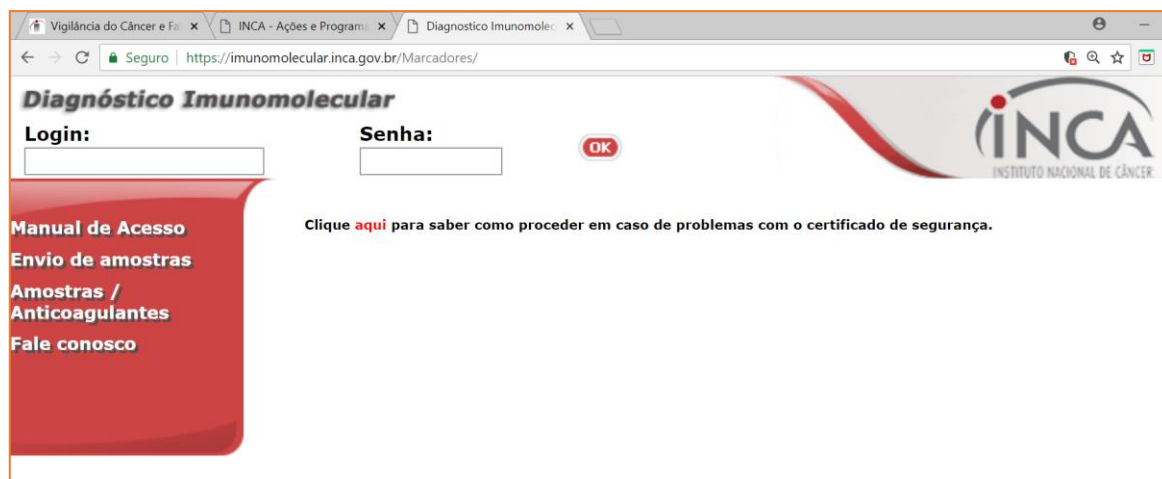 Vigilância do Câncer e Fa
INCA - Ações e Programa
Diagnostico Imunomolec
Seguro | https://imunomolecular.inca.gov.br/Marcadores/
Diagnóstico Imunomolecular
Login:
Senha:
OK
INCA
INSTITUTO NACIONAL DE CÂNCER
Manual de Acesso
Envio de amostras
Amostras /
Anticoagulantes
Fale conosco
Clique aqui para saber como proceder em caso de problemas com o certificado de segurança.